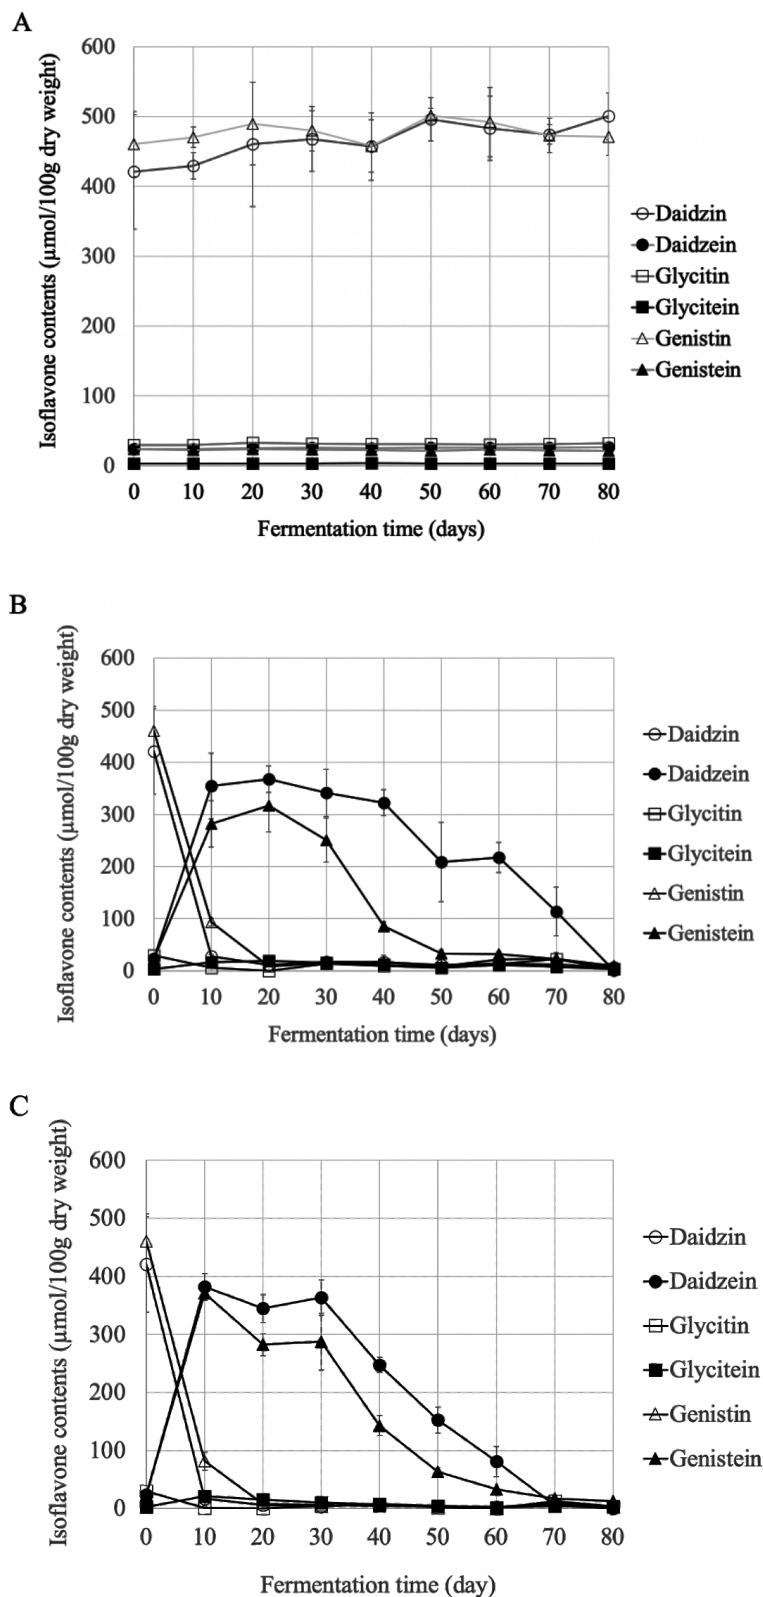 A
Isoflavone contents (μmol/100g dry weight)
600
500
400
300
200
100
0
0 10 20 30 40 50 60 70 80
Fermentation time (days)
Daidzin
Daidzein
Glycitin
Glycitein
Genistin
Genistein
B
Isoflavone contents (μmol/100g dry weight)
600
500
400
300
200
100
0
0 10 20 30 40 50 60 70 80
Fermentation time (days)
Daidzin
Daidzein
Glycitin
Glycitein
Genistin
Genistein
C
Isoflavone contents (μmol/100g dry weight)
600
500
400
300
200
100
0
0 10 20 30 40 50 60 70 80
Fermentation time (day)
Daidzin
Daidzein
Glycitin
Glycitein
Genistin
Genistein